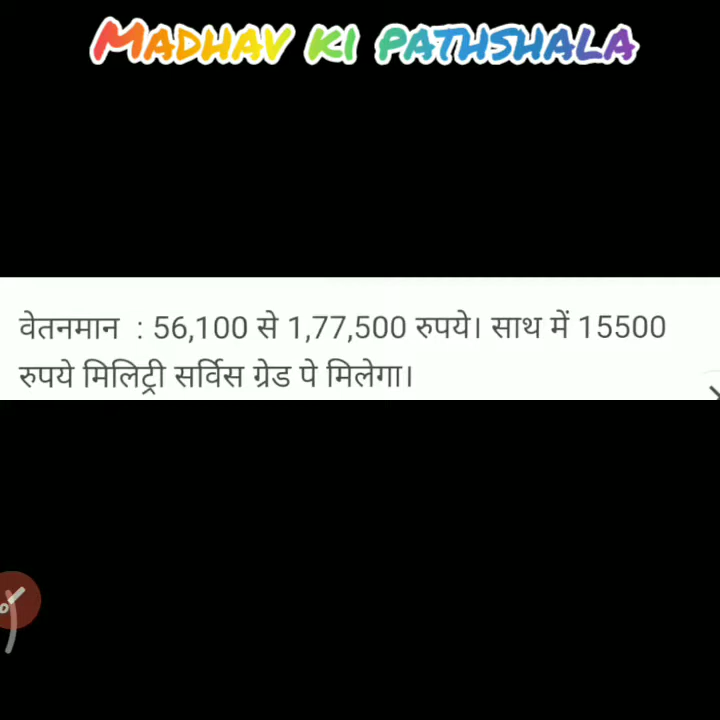 MADHAV KI PATHSHALA
वेतनमान : 56,100 से 1,77,500 रुपये। साथ में 15500
रुपये मिलिट्री सर्विस ग्रेड पे मिलेगा।